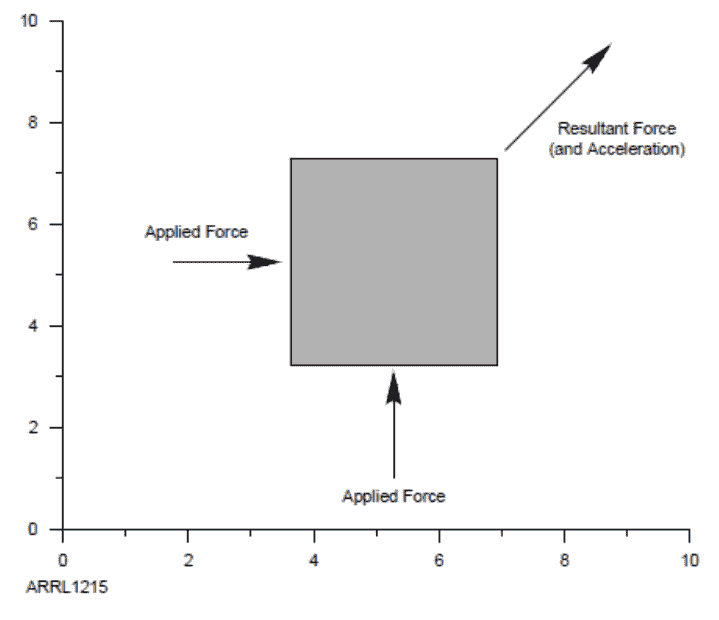 10
8
Resultant Force
(and Acceleration)
6
Applied Force
4
2
Applied Force
0
0 2 4 6 8 10
ARRL1215